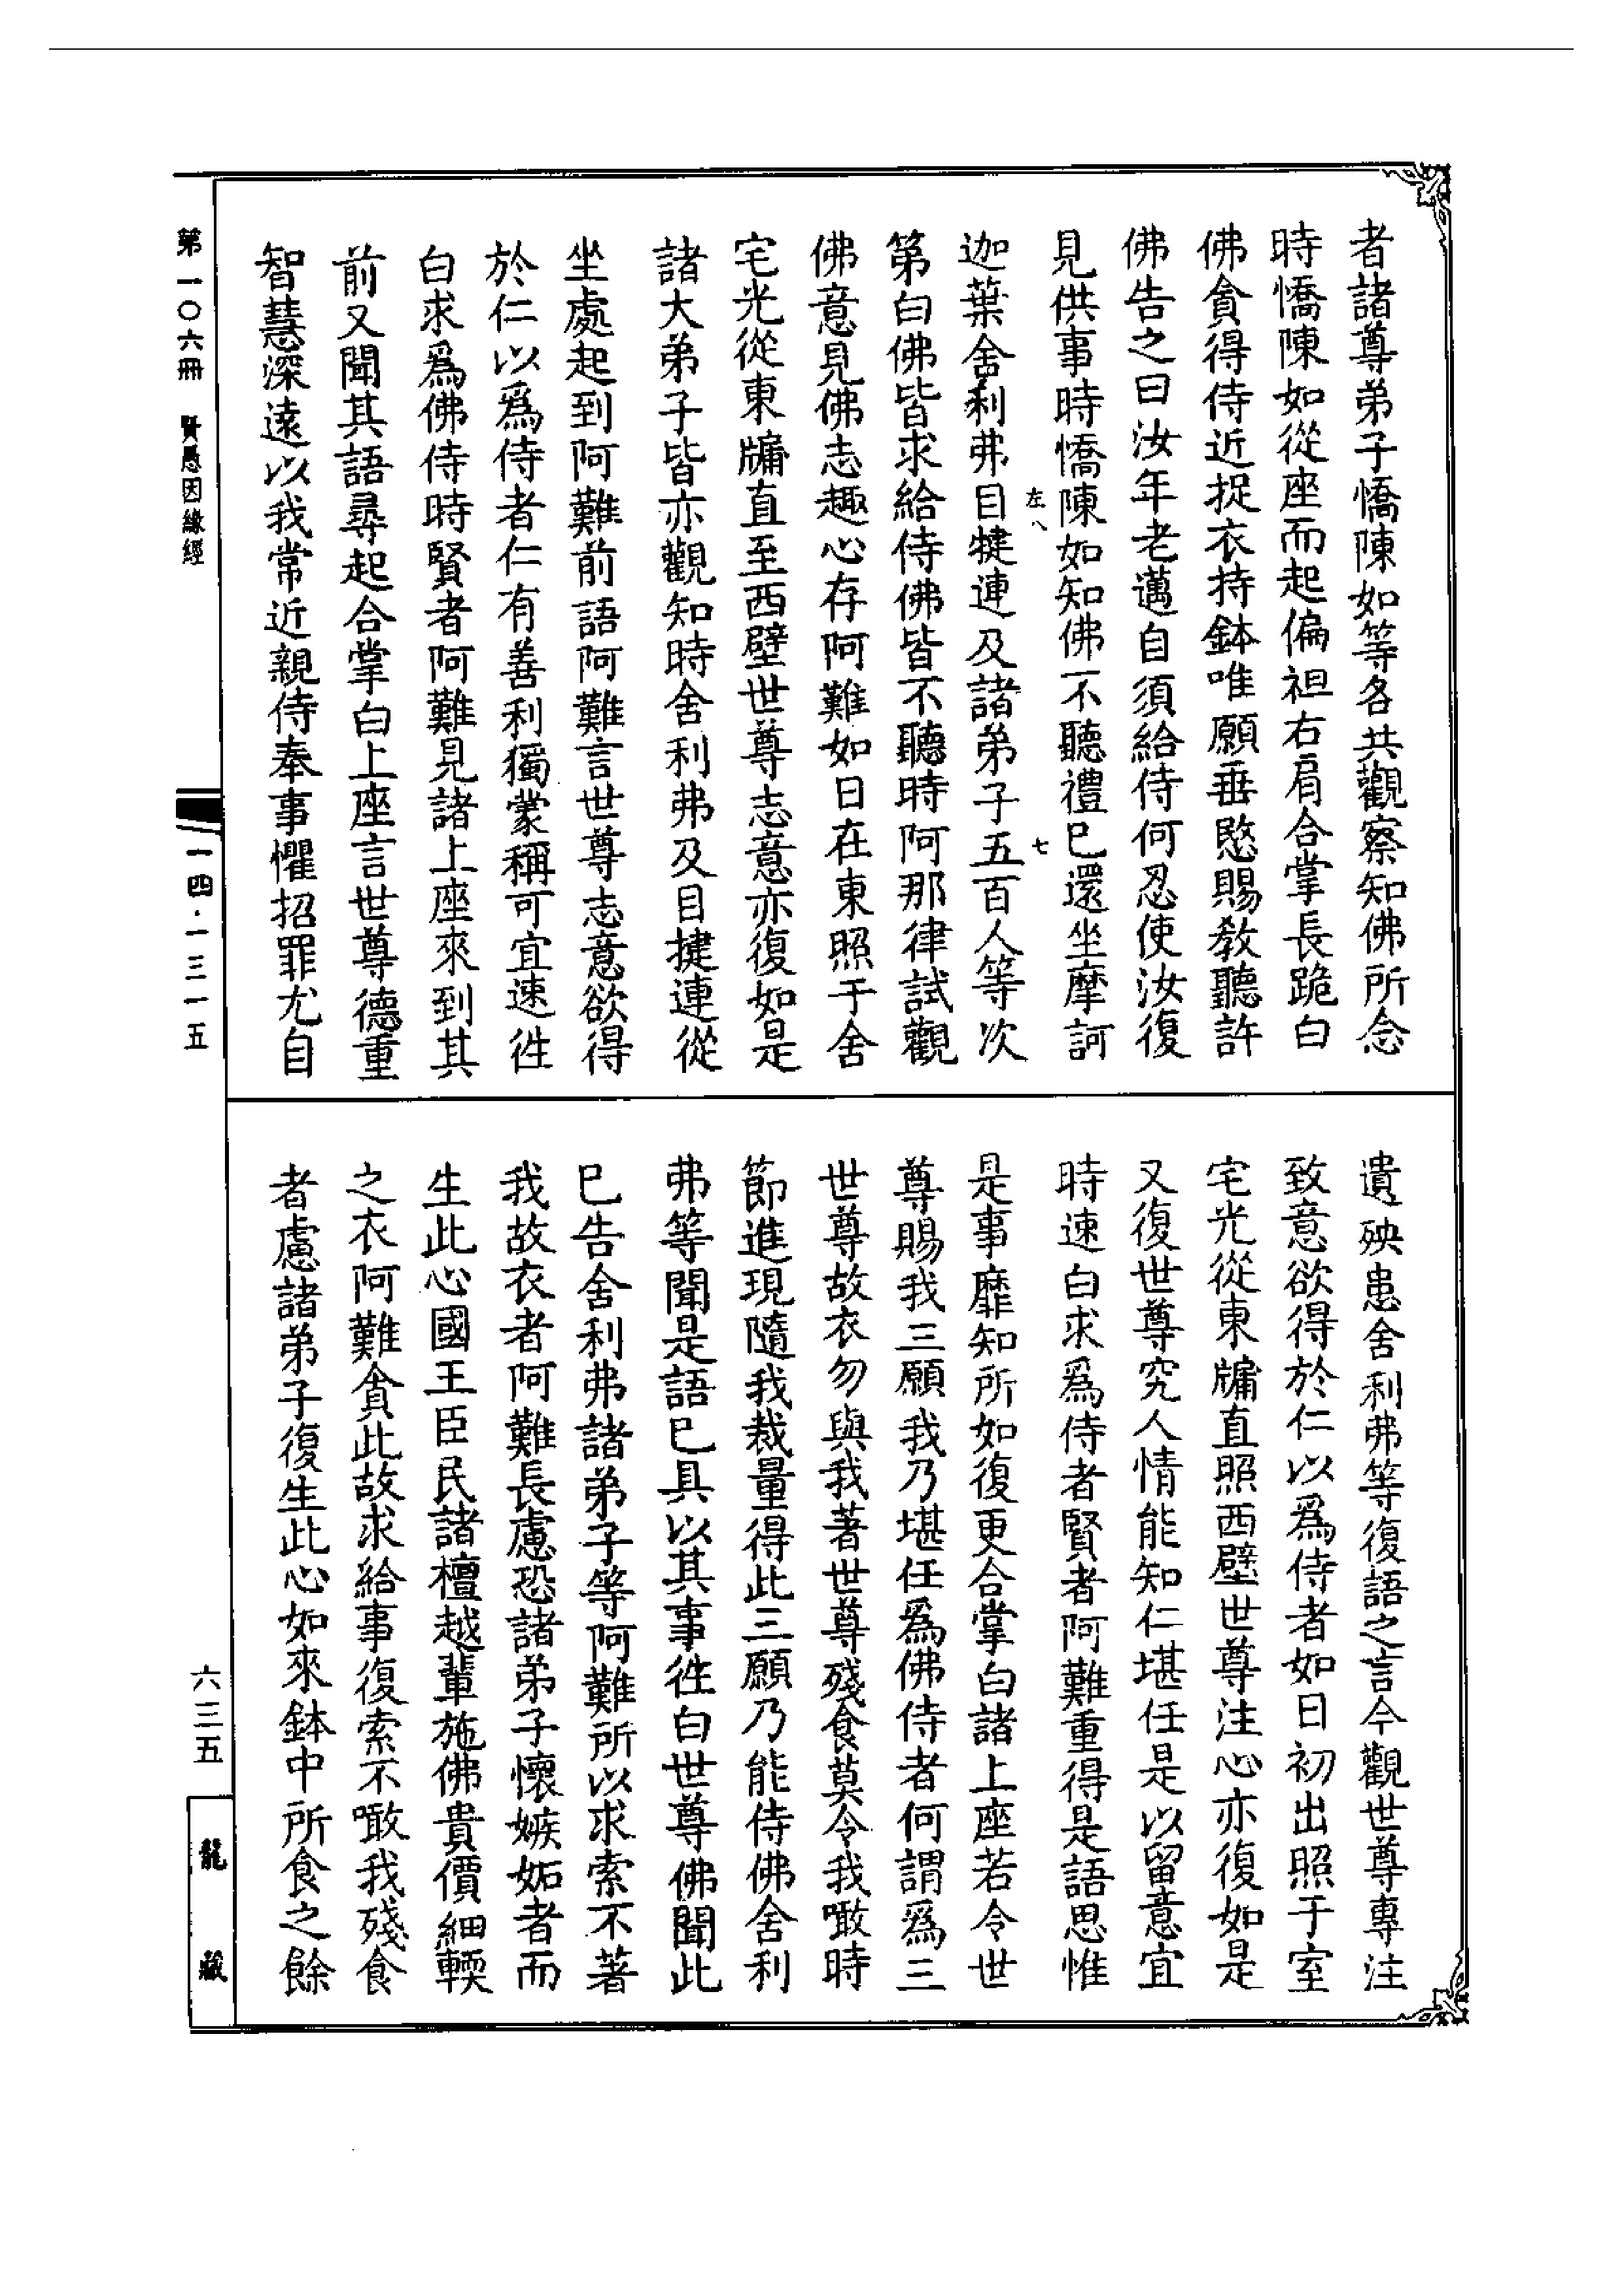 者諸尊弟子憍陳如等各共觀察知佛所念
時憍陳如從座而起偏袒右肩合掌長跪白
佛貪得侍近捉衣持鉢唯願垂愍賜教聽許
佛告之曰汝年老邁自須給侍何忍使汝復
見供事時憍陳如知佛不聽禮已還坐摩訶
左八
七
迦葉舍利弗目犍連及諸弟子五百人等次
第白佛皆求給侍佛皆不聽時阿那律試觀
佛意見佛志趣心存阿難如日在東照于舍
宅光從東牖直至西壁世尊志意亦復如是
諸大弟子皆亦觀知時舍利弗及目揵連從
坐處起到阿難前語阿難言世尊志意欲得
於仁以爲侍者仁有善利獨蒙稱可宜速徃
白求爲佛侍時賢者阿難見諸上座來到其
前又聞其語尋起合掌白上座言世尊德重
智慧深遠以我常近親侍奉事懼招罪尤自
遺殃患舍利弗等復語之言今觀世尊專注
致意欲得於仁以爲侍者如日初出照于室
宅光從東牖直照西壁世尊注心亦復如是
又復世尊究人情能知仁堪任是以留意宜
時速白求爲侍者賢者阿難重得是語思惟
是事靡知所如復更合掌白諸上座若令世
尊賜我三願我乃堪任爲佛侍者何謂爲三
世尊故衣勿與我著世尊殘食莫令我噉時
節進現隨我裁量得此三願乃能侍佛舍利
弗等聞是語已具以其事徃白世尊佛聞此
已告舍利弗諸弟子等阿難所以求索不著
我故衣者阿難長慮恐諸弟子懷嫉妬者而
生此心國王臣民諸檀越輩施佛貴價細輭
之衣阿難貪此故求給事復索不噉我殘食
者慮諸弟子復生此心如來鉢中所食之餘
第一〇六冊　賢愚因緣經
一四·一三一五
六三五
龍藏